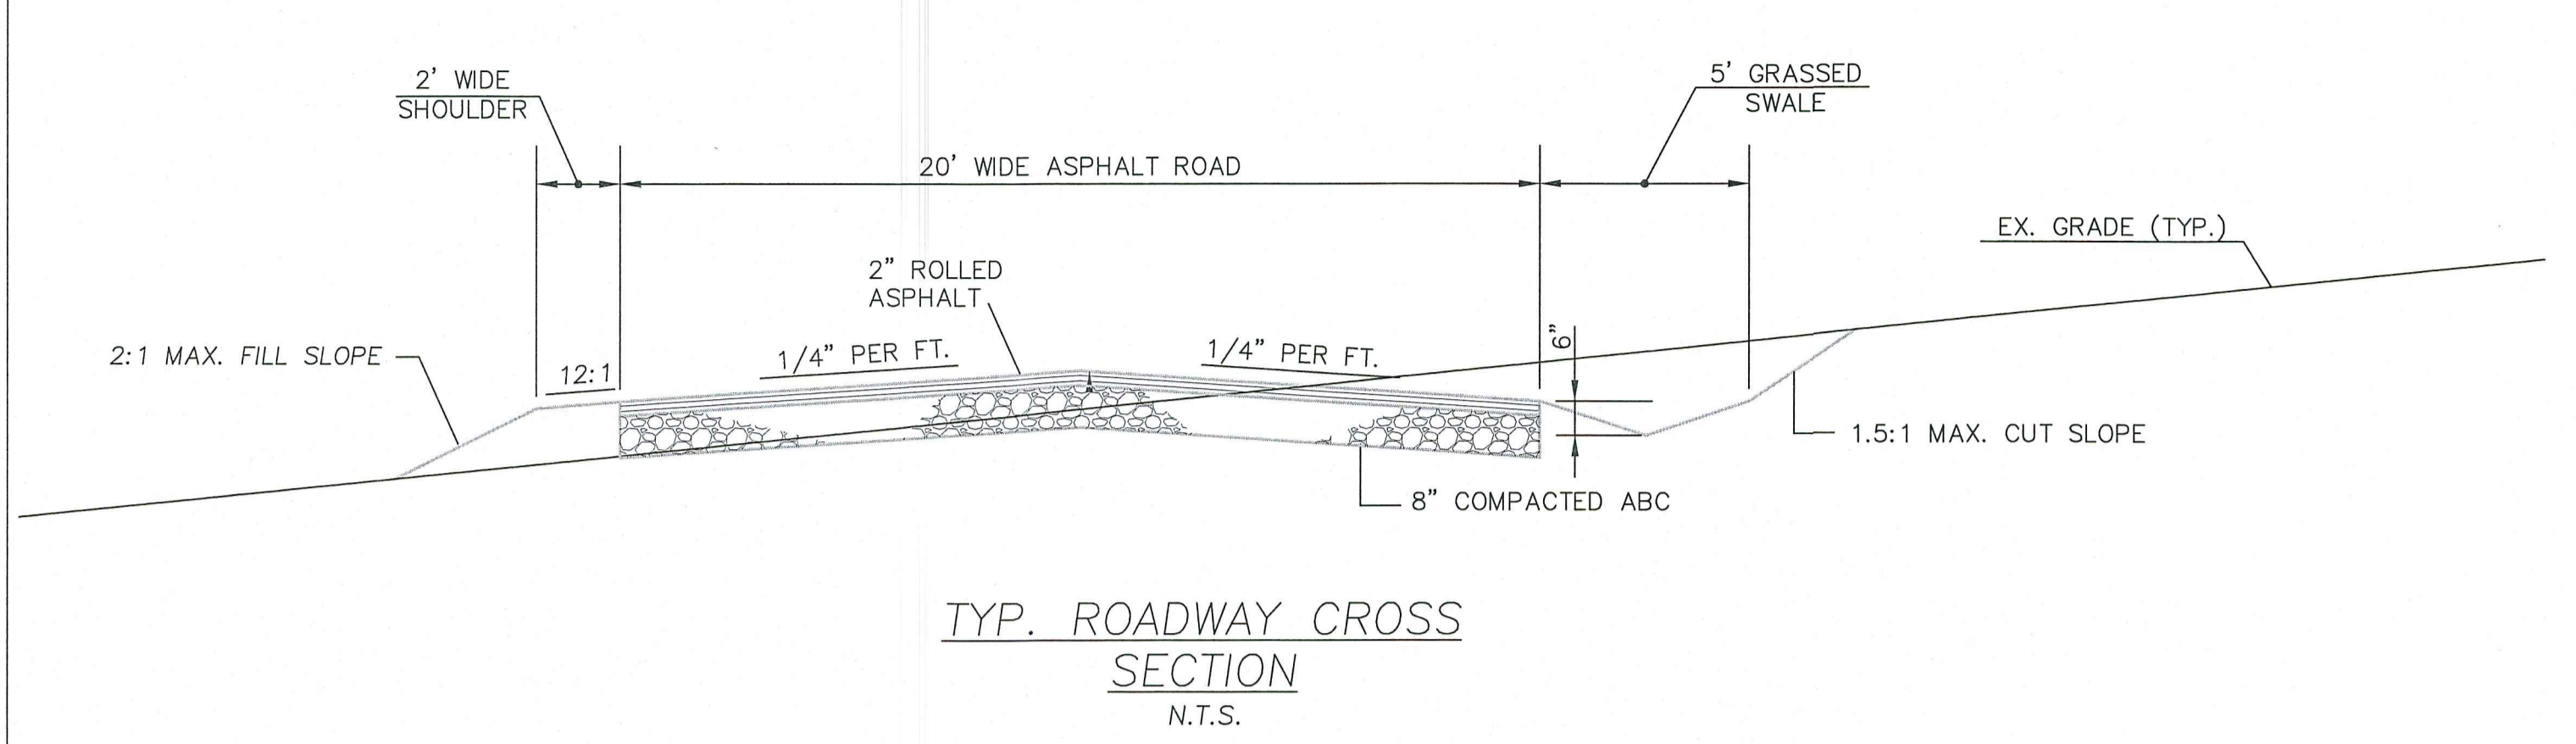 2' WIDE
SHOULDER
5' GRASSED
SWALE
20' WIDE ASPHALT ROAD
EX. GRADE (TYP.)
2" ROLLED
ASPHALT
2:1 MAX. FILL SLOPE
12:1
1/4" PER FT.
1/4" PER FT.
6"
1.5:1 MAX. CUT SLOPE
8" COMPACTED ABC
TYP. ROADWAY CROSS
SECTION
N.T.S.